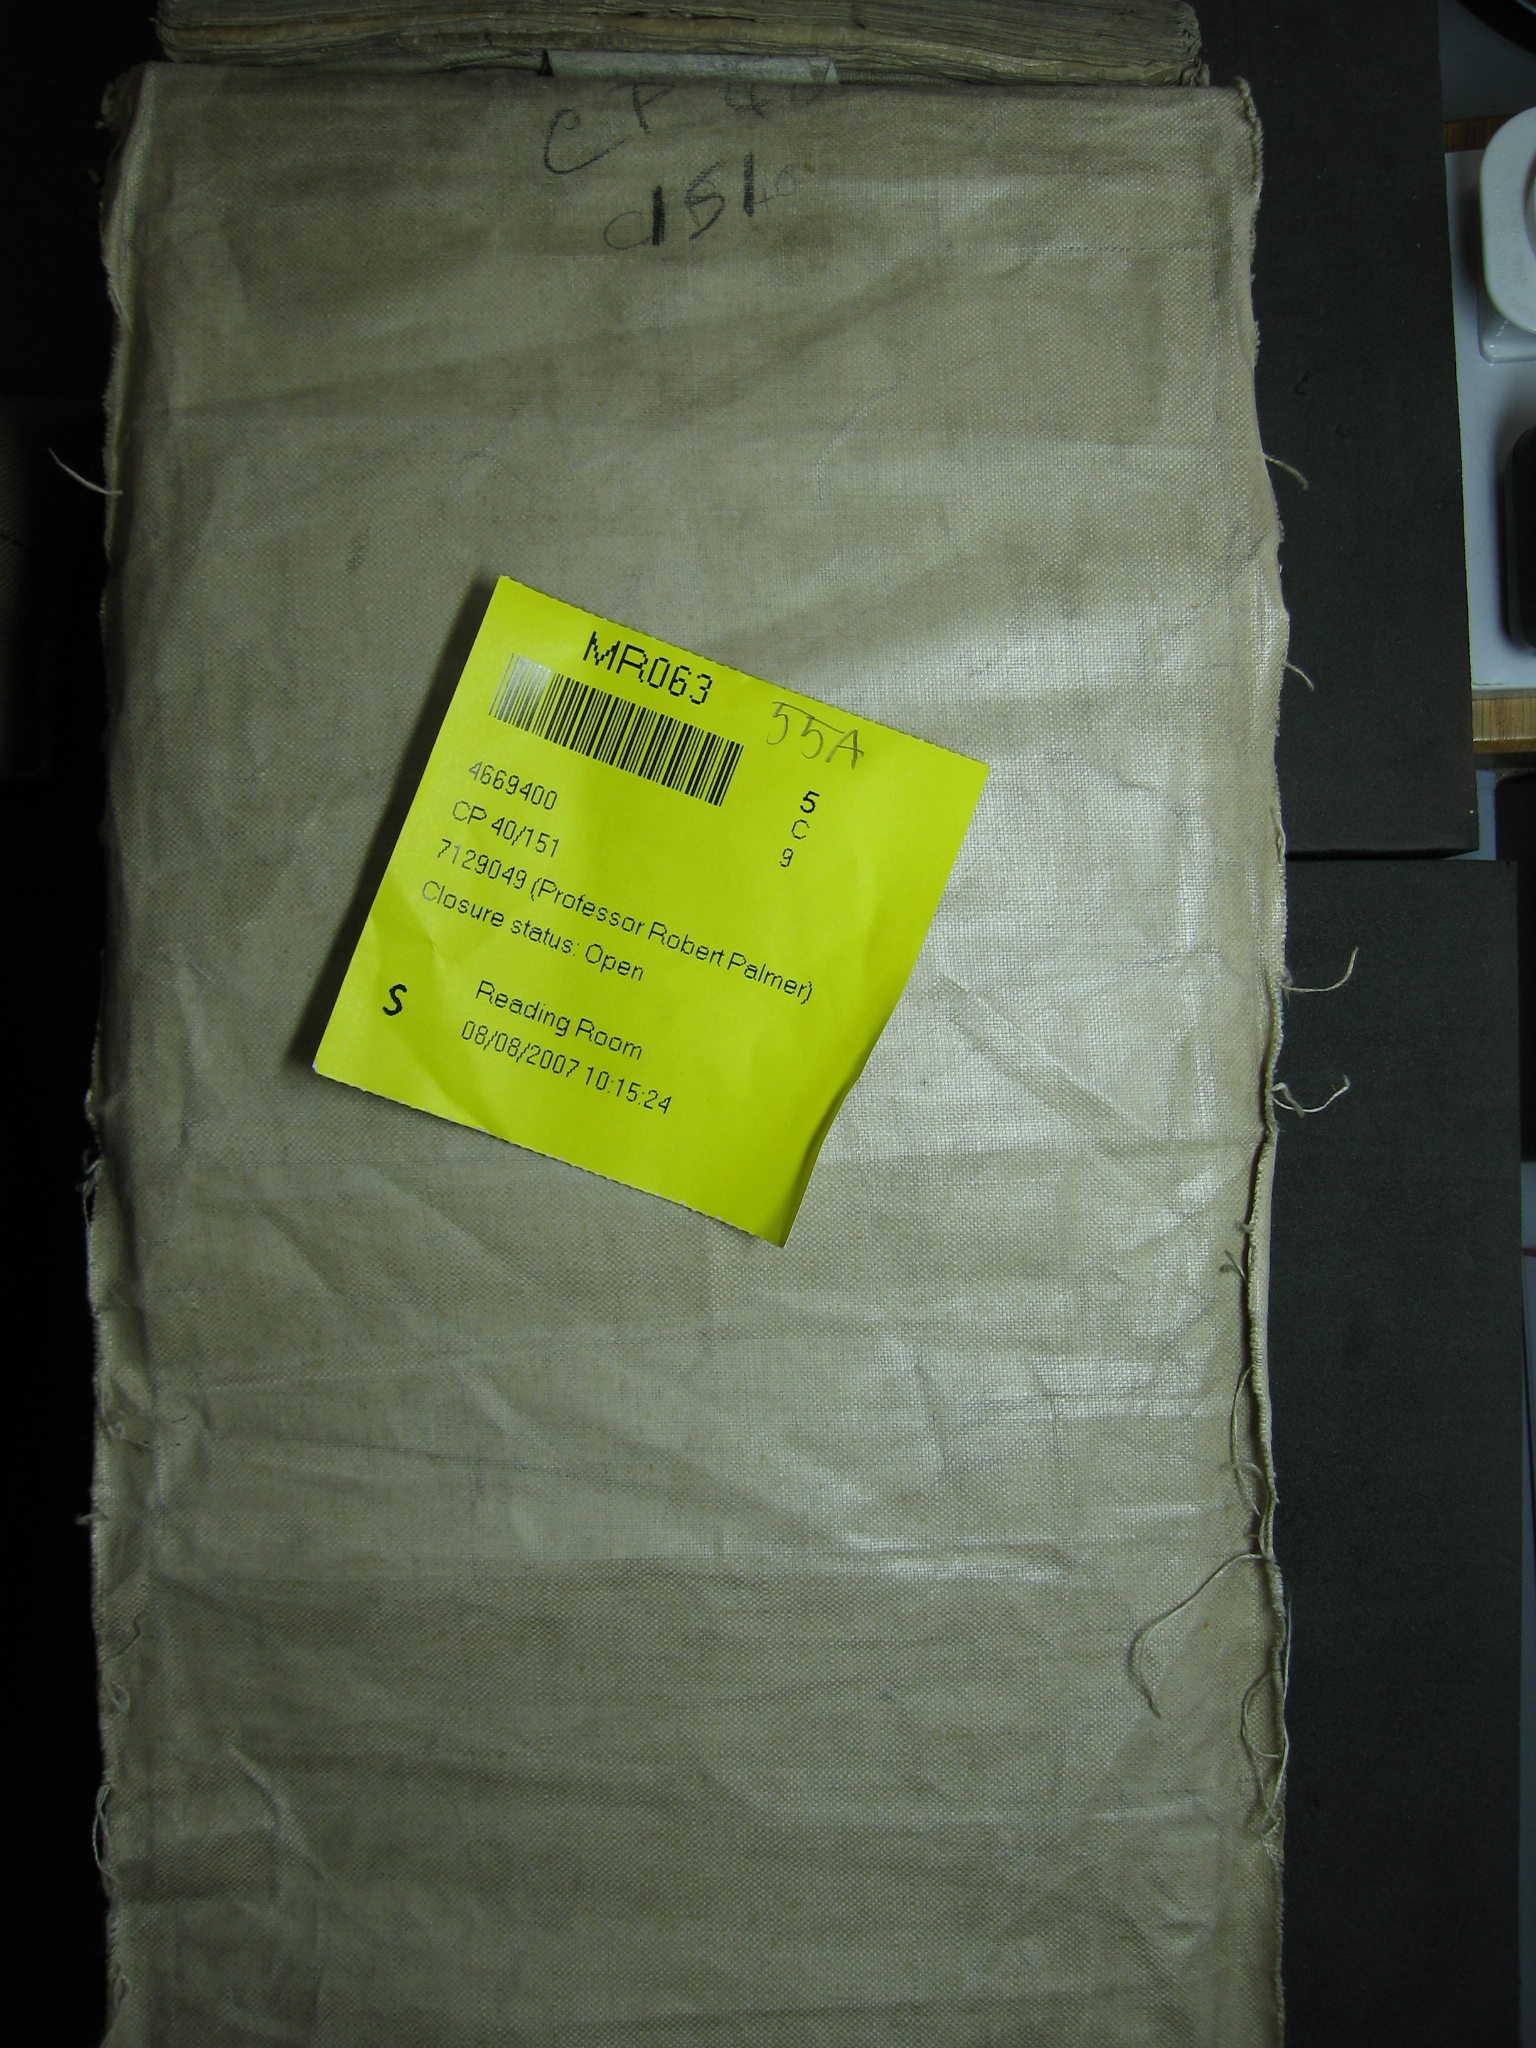 CP 40
151
MR063
55A
4669400
5
CP 40/151
C
7129049 (Professor Robert Palmer)
9
Closure status: Open
S
Reading Room
08/08/2007 10:15:24